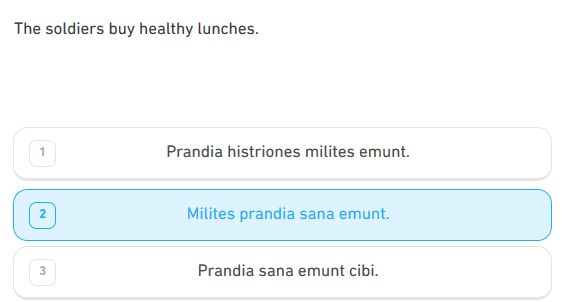 The soldiers buy healthy lunches.
1 Prandia histriones milites emunt.
2 Milites prandia sana emunt.
3 Prandia sana emunt cibi.